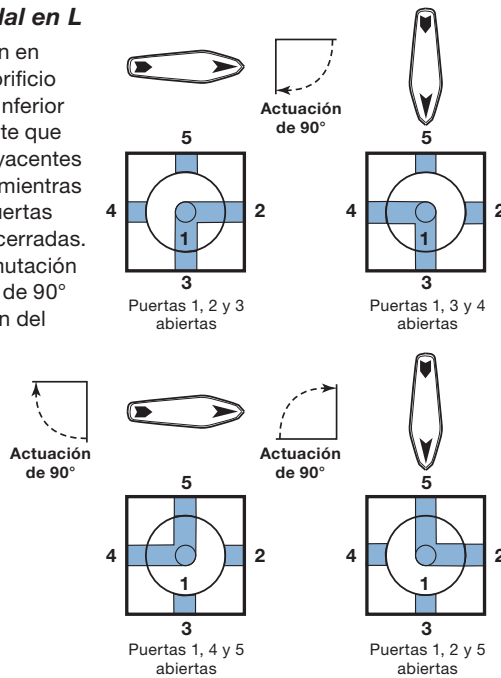 dal en L
n en
orificio
inferior
te que
yacentes
mientras
uertas
cerradas.
mutación
de 90°
n del
Actuación
de 90°
5
4
2
1
3
Puertas 1, 2 y 3
abiertas
5
4
2
1
3
Puertas 1, 3 y 4
abiertas
Actuación
de 90°
Actuación
de 90°
5
4
2
1
3
Puertas 1, 4 y 5
abiertas
5
4
2
1
3
Puertas 1, 2 y 5
abiertas